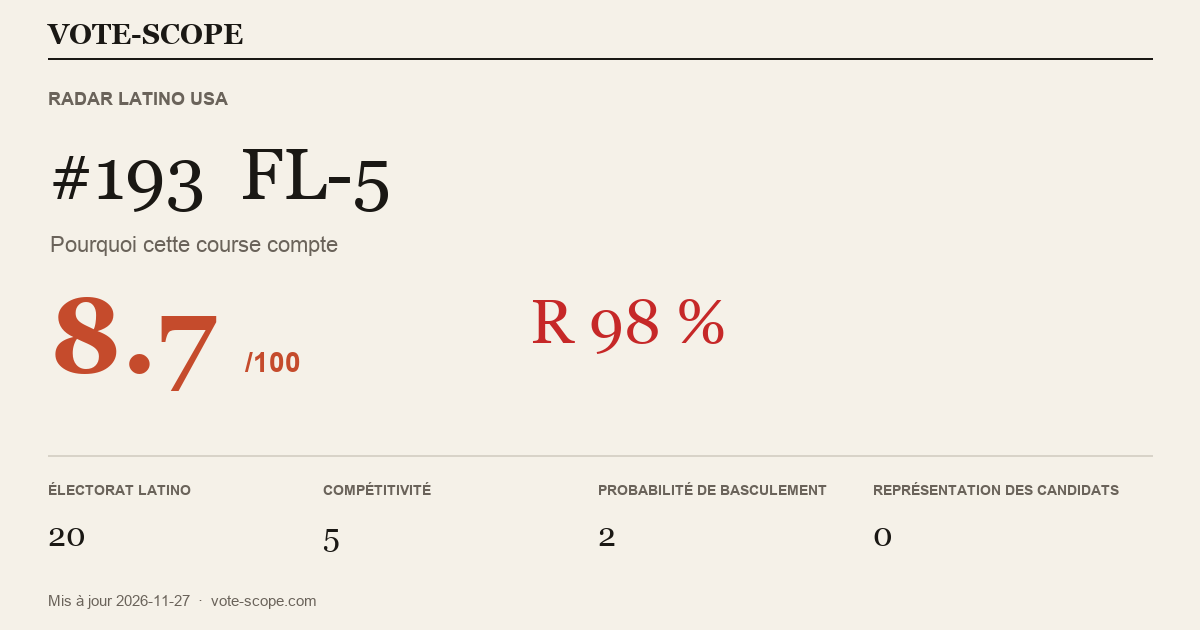 VOTE-SCOPE
RADAR LATINO USA
#193 FL-5
Pourquoi cette course compte
8.7 /100
R 98 %
ÉLECTORAT LATINO
COMPÉTITIVITÉ
PROBABILITÉ DE BASCULEMENT
REPRÉSENTATION DES CANDIDATS
20
5
2
0
Mis à jour 2026-11-27 · vote-scope.com